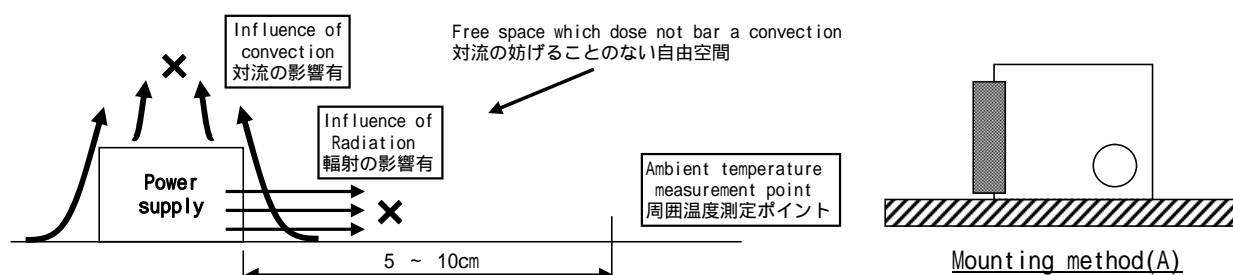 Influence of
convection
対流の影響有
Free space which dose not bar a convection
対流の妨げることのない自由空間
Influence of
Radiation
輻射の影響有
Power
supply
Ambient temperature
measurement point
周囲温度測定ポイント
5 ~ 10cm
Mounting method(A)